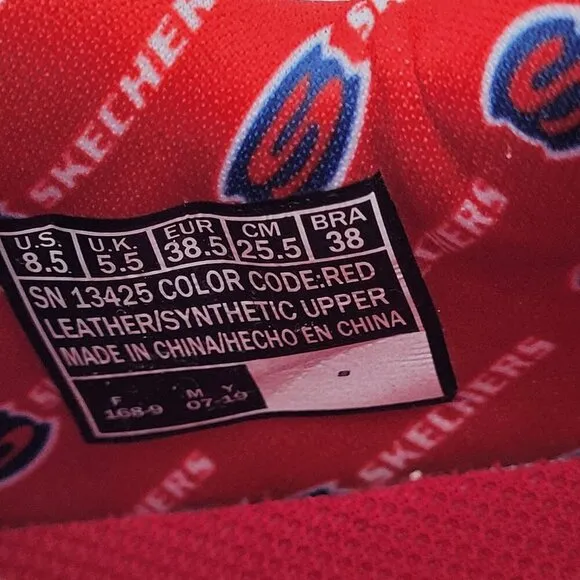 SKECHERS
SKECHERS
SKECHERS
SKECHERS
U.S. U.K. EUR CM BRA
8.5 5.5 38.5 25.5 38
SN 13425 COLOR CODE:RED
LEATHER/SYNTHETIC UPPER
MADE IN CHINA/HECHO EN CHINA
F M Y
168-9 07-19